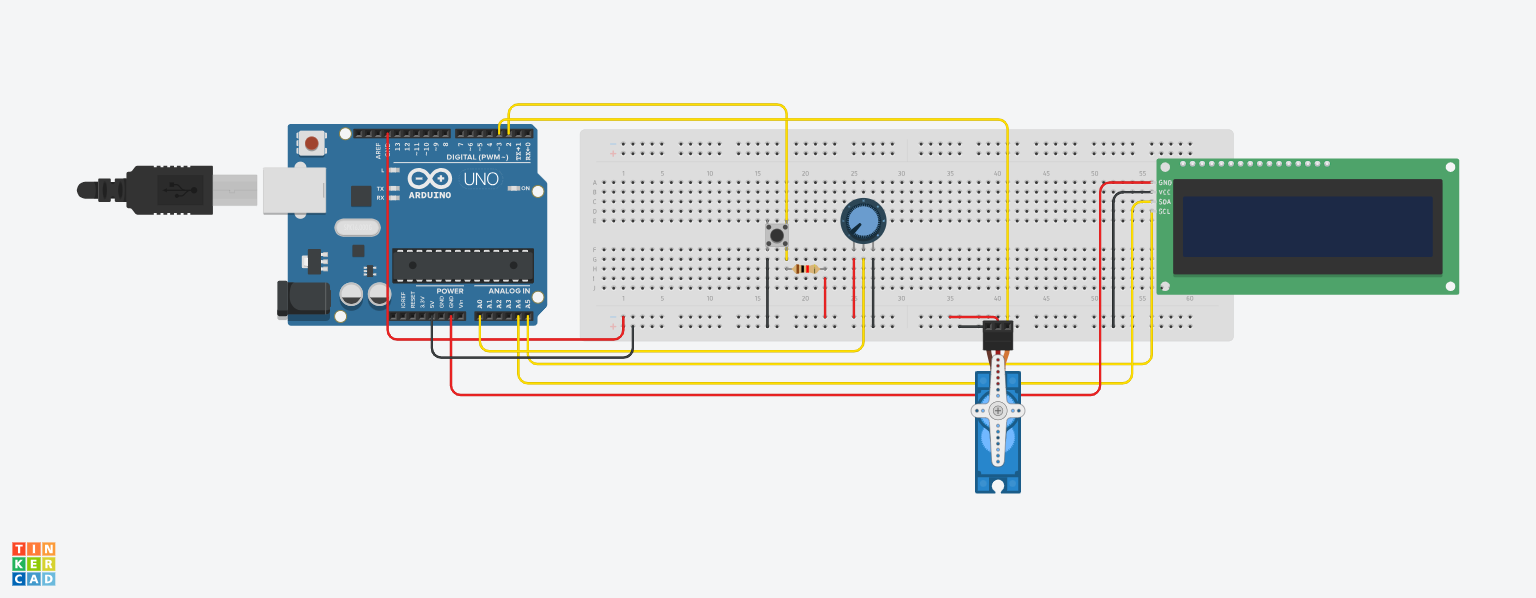 AREF
GND
13
12
~11
~10
~9
8
7
~6
~5
4
~3
2
TX→1
RX←0
DIGITAL (PWM~)
L
TX
RX
ARDUINO
UNO
ON
POWER
ANALOG IN
IOREF
RESET
3.3V
5V
GND
GND
Vin
A0
A1
A2
A3
A4
A5
1 10 15 20 25 30 35 40 45 50 55
A
B
C
D
E
F
G
H
I
J
1 10 15 20 25 30 35 40 45 50 55 60
GND
VCC
SDA
SCL
TIN
KER
CAD